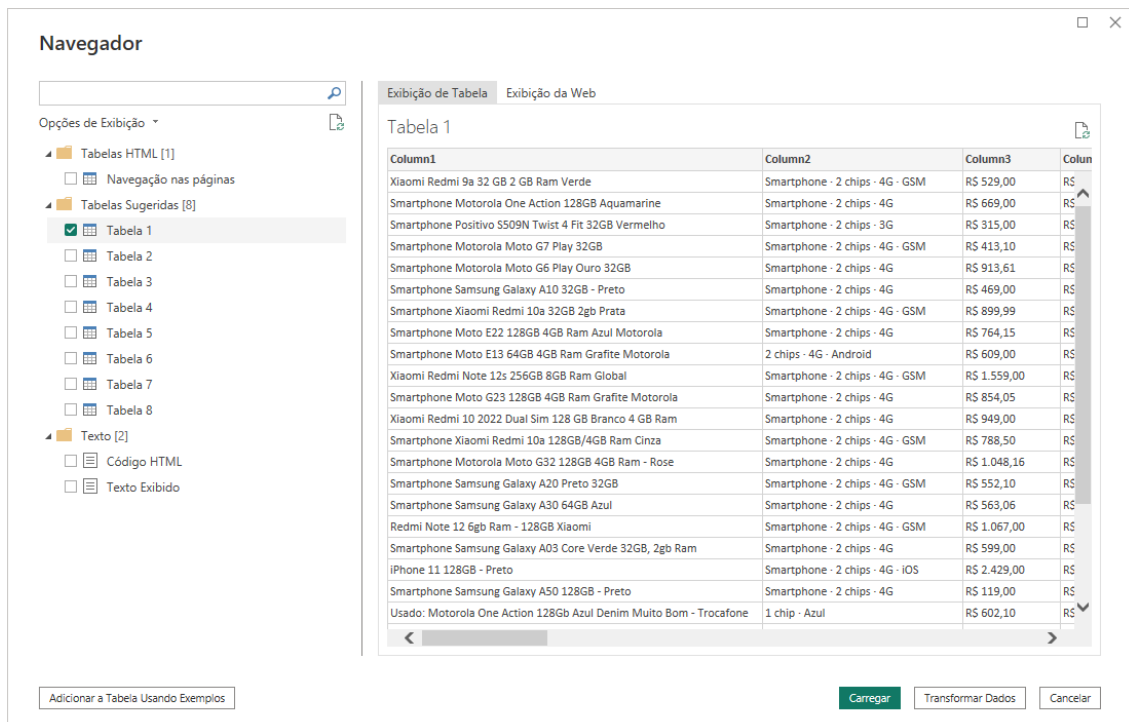 Navegador
Opções de Exibição
Tabelas HTML [1]
Navegação nas páginas
Tabelas Sugeridas [8]
Tabela 1
Tabela 2
Tabela 3
Tabela 4
Tabela 5
Tabela 6
Tabela 7
Tabela 8
Texto [2]
Código HTML
Texto Exibido
Exibição de Tabela Exibição da Web
Tabela 1
Column1 Column2 Column3 Colum
Xiaomi Redmi 9a 32 GB 2 GB Ram Verde Smartphone · 2 chips · 4G · GSM R$ 529,00 R$
Smartphone Motorola One Action 128GB Aquamarine Smartphone · 2 chips · 4G R$ 669,00 R$
Smartphone Positivo S509N Twist 4 Fit 32GB Vermelho Smartphone · 2 chips · 3G R$ 315,00 R$
Smartphone Motorola Moto G7 Play 32GB Smartphone · 2 chips · 4G · GSM R$ 413,10 R$
Smartphone Motorola Moto G6 Play Ouro 32GB Smartphone · 2 chips · 4G R$ 913,61 R$
Smartphone Samsung Galaxy A10 32GB - Preto Smartphone · 2 chips · 4G R$ 469,00 R$
Smartphone Xiaomi Redmi 10a 32GB 2gb Prata Smartphone · 2 chips · 4G · GSM R$ 899,99 R$
Smartphone Moto E22 128GB 4GB Ram Azul Motorola Smartphone · 2 chips · 4G R$ 764,15 R$
Smartphone Moto E13 64GB 4GB Ram Grafite Motorola 2 chips · 4G · Android R$ 609,00 R$
Xiaomi Redmi Note 12s 256GB 8GB Ram Global Smartphone · 2 chips · 4G · GSM R$ 1.559,00 R$
Smartphone Moto G23 128GB 4GB Ram Grafite Motorola Smartphone · 2 chips · 4G R$ 854,05 R$
Xiaomi Redmi 10 2022 Dual Sim 128 GB Branco 4 GB Ram Smartphone · 2 chips · 4G R$ 949,00 R$
Smartphone Xiaomi Redmi 10a 128GB/4GB Ram Cinza Smartphone · 2 chips · 4G · GSM R$ 788,50 R$
Smartphone Motorola Moto G32 128GB 4GB Ram - Rose Smartphone · 2 chips · 4G R$ 1.048,16 R$
Smartphone Samsung Galaxy A20 Preto 32GB Smartphone · 2 chips · 4G · GSM R$ 552,10 R$
Smartphone Samsung Galaxy A30 64GB Azul Smartphone · 2 chips · 4G R$ 563,06 R$
Redmi Note 12 6gb Ram - 128GB Xiaomi Smartphone · 2 chips · 4G · GSM R$ 1.067,00 R$
Smartphone Samsung Galaxy A03 Core Verde 32GB, 2gb Ram Smartphone · 2 chips · 4G R$ 599,00 R$
iPhone 11 128GB - Preto Smartphone · 2 chips · 4G · iOS R$ 2.429,00 R$
Smartphone Samsung Galaxy A50 128GB - Preto Smartphone · 2 chips · 4G R$ 119,00 R$
Usado: Motorola One Action 128Gb Azul Denim Muito Bom - Trocafone 1 chip · Azul R$ 602,10 R$
Adicionar a Tabela Usando Exemplos Carregar Transformar Dados Cancelar